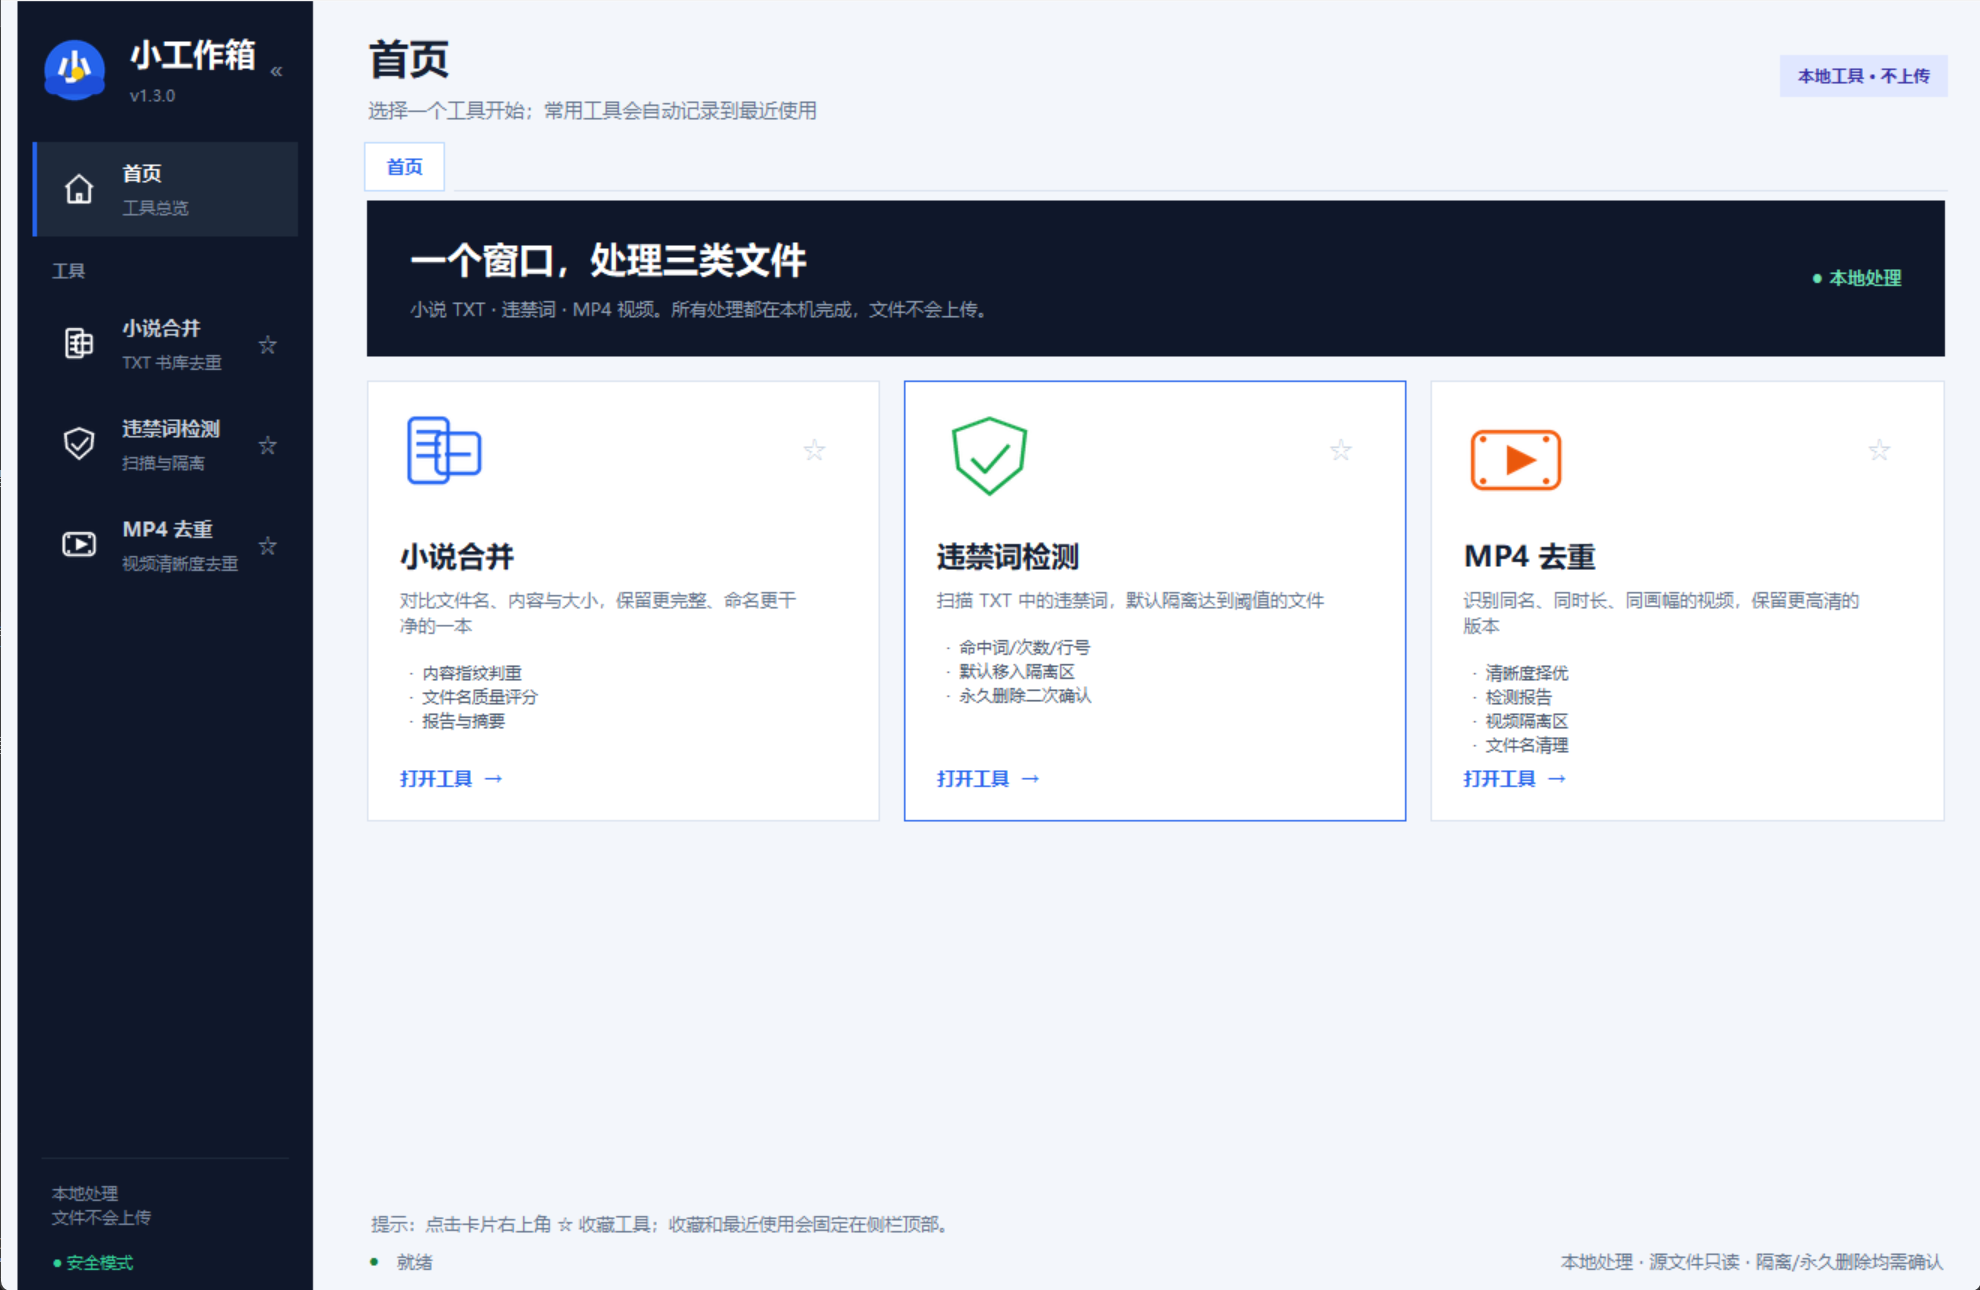 小工作箱
«
v1.3.0
首页
工具总览
工具
小说合并
TXT 书库去重
☆
违禁词检测
扫描与隔离
☆
MP4 去重
视频清晰度去重
☆
本地处理
文件不会上传
● 安全模式
首页
选择一个工具开始；常用工具会自动记录到最近使用
本地工具 • 不上传
首页
一个窗口，处理三类文件
小说 TXT · 违禁词 · MP4 视频。所有处理都在本机完成，文件不会上传。
● 本地处理
☆
小说合并
对比文件名、内容与大小，保留更完整、命名更干
净的一本
· 内容指纹判重
· 文件名质量评分
· 报告与摘要
打开工具 →
☆
违禁词检测
扫描 TXT 中的违禁词，默认隔离达到阈值的文件
· 命中词/次数/行号
· 默认移入隔离区
· 永久删除二次确认
打开工具 →
☆
MP4 去重
识别同名、同时长、同画幅的视频，保留更高清的
版本
· 清晰度择优
· 检测报告
· 视频隔离区
· 文件名清理
打开工具 →
提示：点击卡片右上角 ☆ 收藏工具；收藏和最近使用会固定在侧栏顶部。
● 就绪
本地处理 · 源文件只读 · 隔离/永久删除均需确认